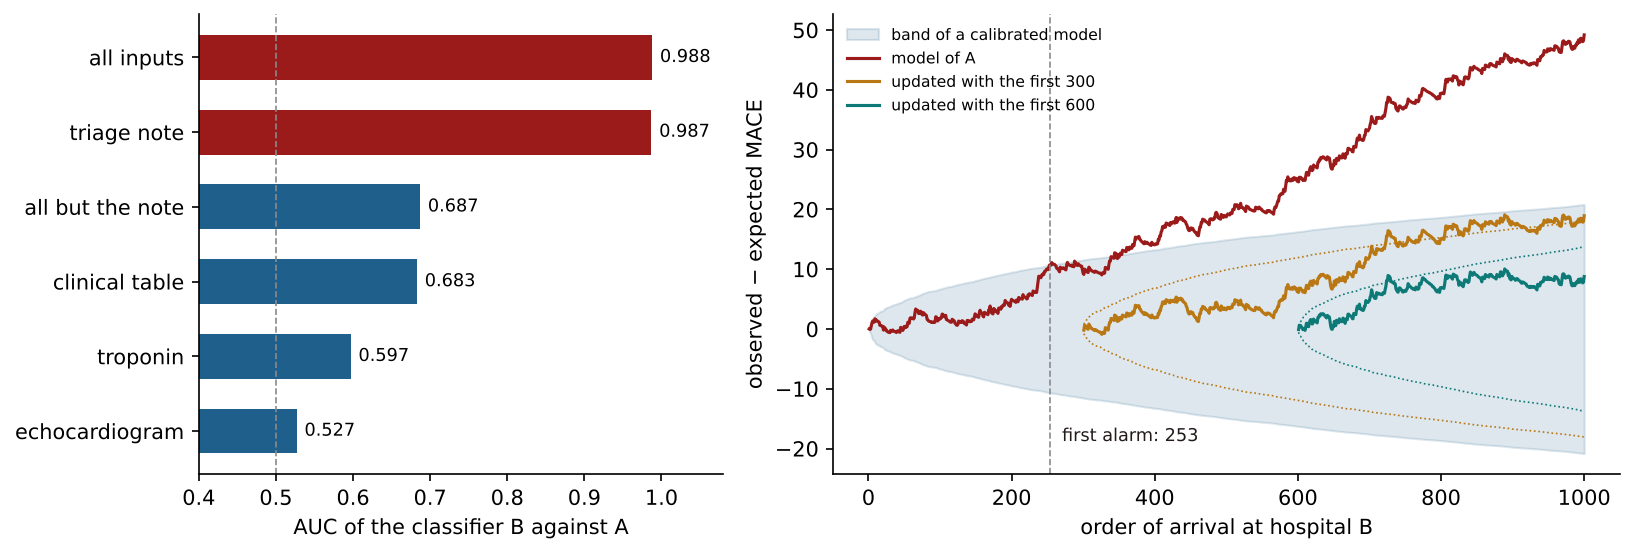 all inputs
0.988
triage note
0.987
all but the note
0.687
clinical table
0.683
troponin
0.597
echocardiogram
0.527
0.4 0.5 0.6 0.7 0.8 0.9 1.0
AUC of the classifier B against A
observed − expected MACE
50
40
30
20
10
0
−10
−20
band of a calibrated model
model of A
updated with the first 300
updated with the first 600
first alarm: 253
0 200 400 600 800 1000
order of arrival at hospital B